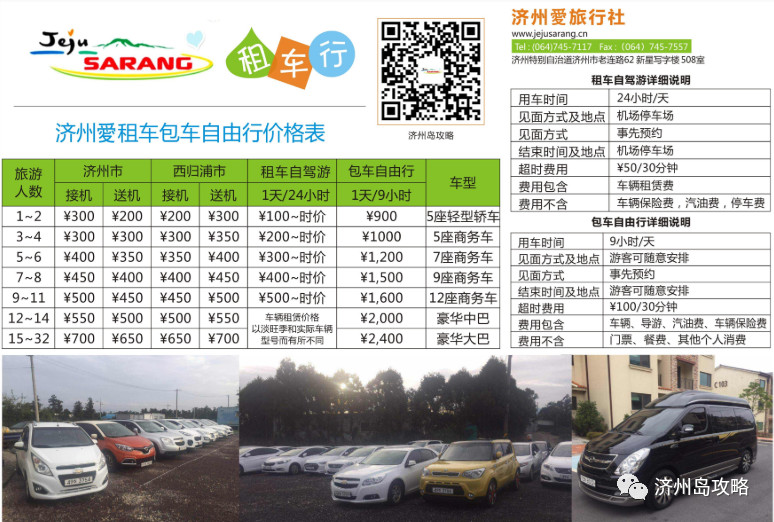 Jeju
SARANG
租车行
济州岛攻略
济州愛旅行社
www.jejusarang.cn
Tel : (064)745-7117 Fax : (064) 745-7557
济州特别自治道济州市老连路62 新星写字楼 508室
济州愛租车包车自由行价格表
旅游人数 济州市 西归浦市 租车自驾游 包车自由行 车型
接机 送机 接机 送机 1天/24小时 1天/9小时
1~2 ¥300 ¥200 ¥200 ¥300 ¥100~时价 ¥900 5座轻型轿车
3~4 ¥300 ¥300 ¥300 ¥350 ¥200~时价 ¥1000 5座商务车
5~6 ¥400 ¥350 ¥350 ¥400 ¥300~时价 ¥1,200 7座商务车
7~8 ¥450 ¥400 ¥400 ¥450 ¥400~时价 ¥1,500 9座商务车
9~11 ¥500 ¥450 ¥450 ¥500 ¥500~时价 ¥1,600 12座商务车
12~14 ¥550 ¥500 ¥500 ¥550 车辆租赁价格 ¥2,000 豪华中巴
以淡旺季和实际车辆
型号而有所不同
15~32 ¥700 ¥650 ¥650 ¥700 ¥2,400 豪华大巴
租车自驾游详细说明
用车时间 24小时/天
见面方式及地点 机场停车场
见面方式 事先预约
结束时间及地点 机场停车场
超时费用 ¥50/30分钟
费用包含 车辆租赁费
费用不含 车辆保险费，汽油费，停车费
包车自由行详细说明
用车时间 9小时/天
见面方式及地点 游客可随意安排
见面方式 事先预约
结束时间及地点 游客可随意安排
超时费用 ¥100/30分钟
费用包含 车辆、导游、汽油费、车辆保险费
费用不含 门票、餐费、其他个人消费
C 103
济州岛攻略